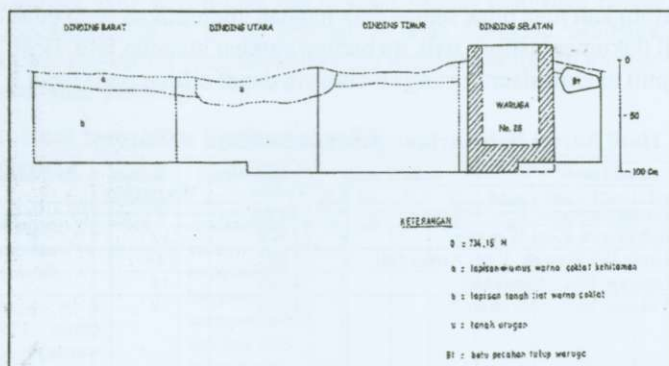 DINDING BARAT DINDING UTARA DINDING TIMUR DINDING SELATAN
0
a
u
Bt
WARUGA
No. 28
b
50
100 Cm
KETERANGAN
0 = 736,15 M
a = lapisan humus warna coklat kehitaman
b = lapisan tanah liat warna coklat
u = tanah urugan
Bt = batu pecahan tutup waruga